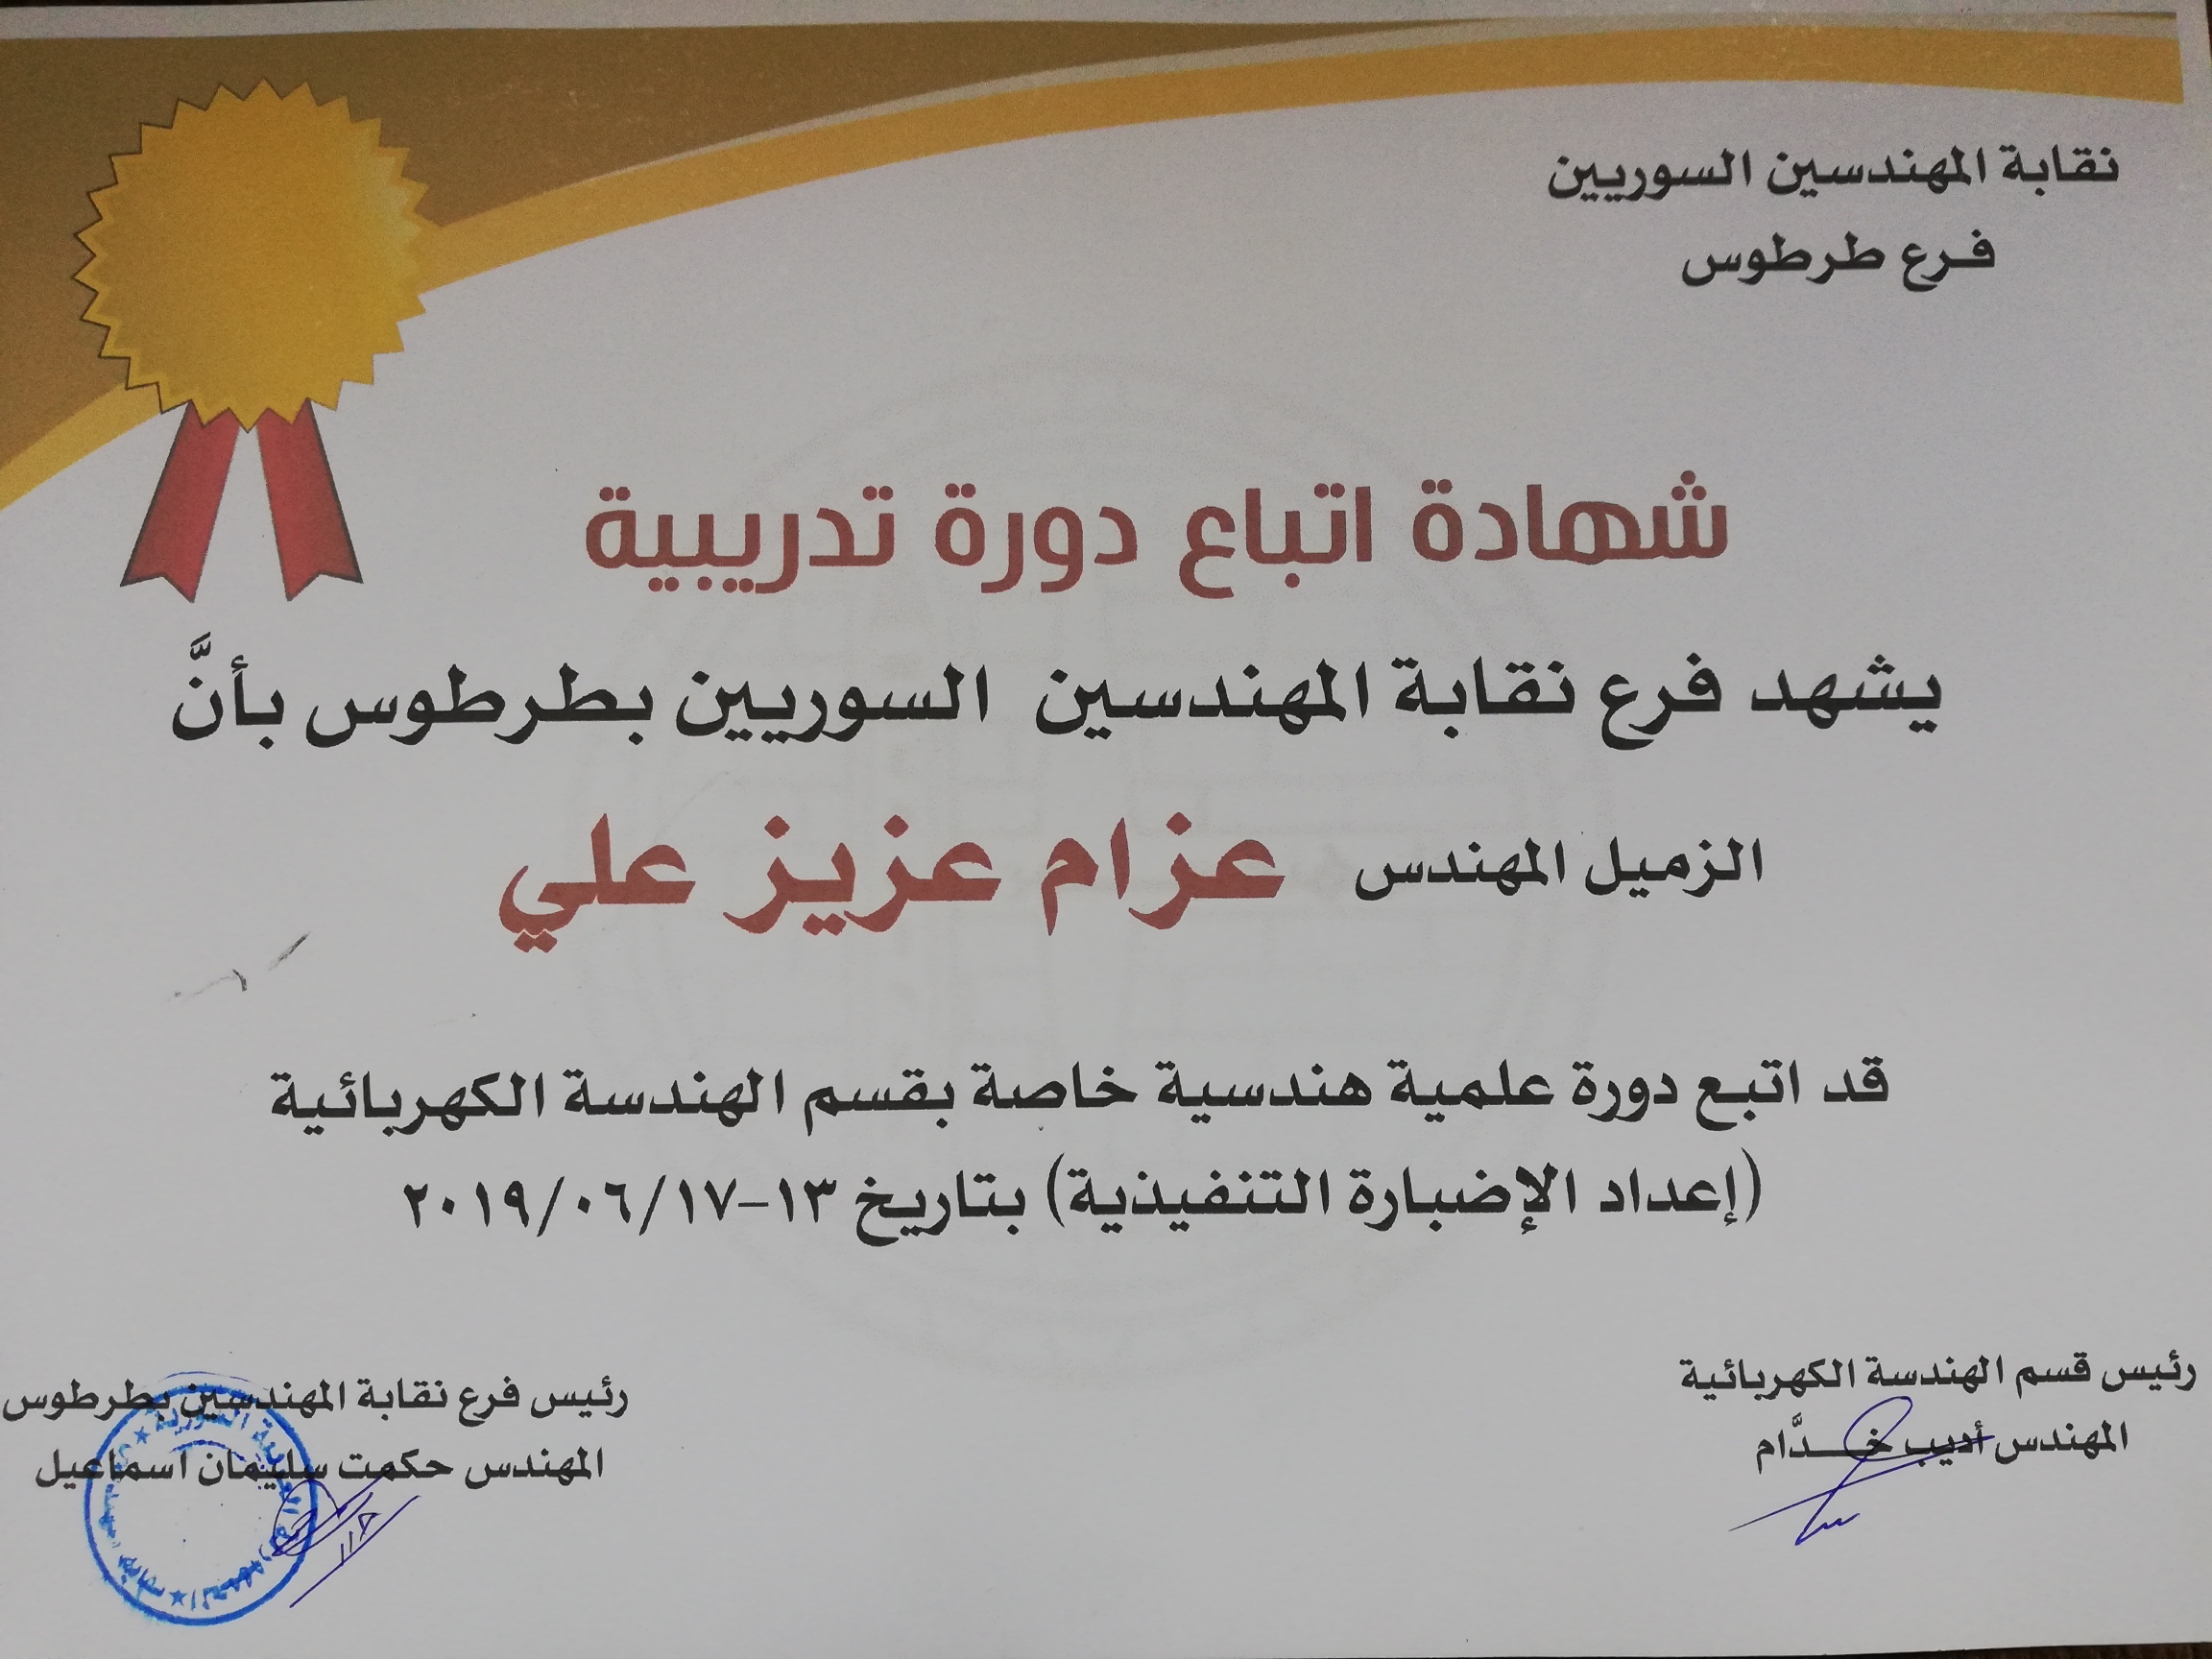 نقابة المهندسين السوريين
فرع طرطوس
شهادة اتباع دورة تدريبية
يشهد فرع نقابة المهندسين السوريين بطرطوس بأنَّ
الزميل المهندس عزام عزيز علي
قد اتبع دورة علمية هندسية خاصة بقسم الهندسة الكهربائية
(إعداد الإضبارة التنفيذية) بتاريخ ١٣-٢٠١٩/٠٦/١٧
رئيس قسم الهندسة الكهربائية
المهندس أديب خـــدَّام
رئيس فرع نقابة المهندسين بطرطوس
المهندس حكمت سليمان اسماعيل